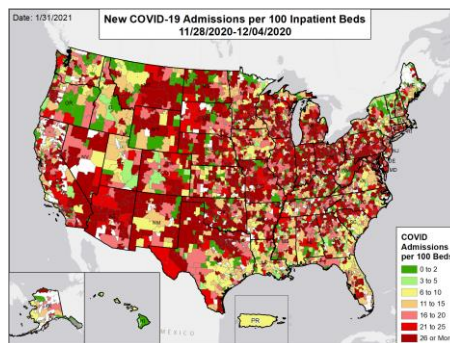 Date: 1/31/2021
New COVID-19 Admissions per 100 Inpatient Beds
11/28/2020-12/04/2020
NM
PR
MÉXICO
COVID
Admissions
per 100 Beds
0 to 2
3 to 5
6 to 10
11 to 15
16 to 20
21 to 25
26 or More